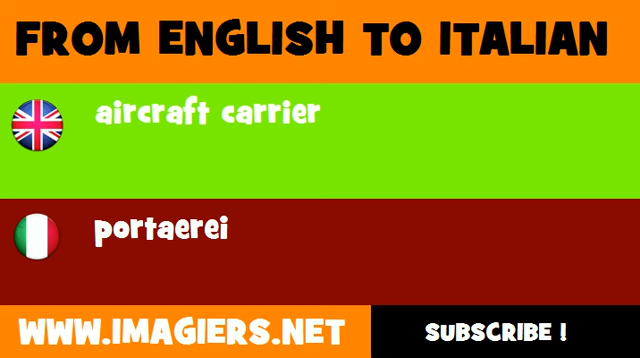 FROM ENGLISH TO ITALIAN
aircraft carrier
portaerei
WWW.IMAGIERS.NET
SUBSCRIBE !